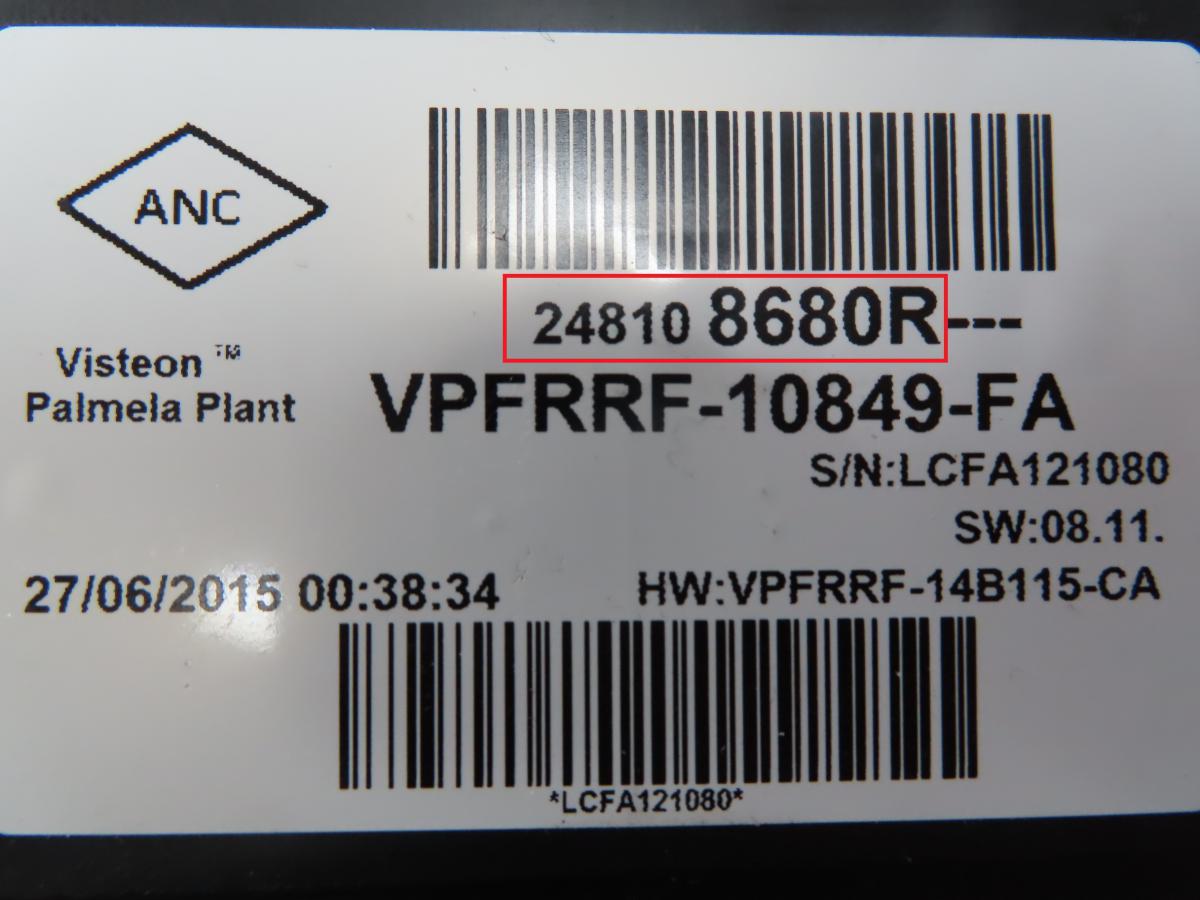 ANC
24810 8680R---
Visteon ™
Palmela Plant
VPFRRF-10849-FA
S/N:LCFA121080
SW:08.11.
27/06/2015 00:38:34
HW:VPFRRF-14B115-CA
*LCFA121080*